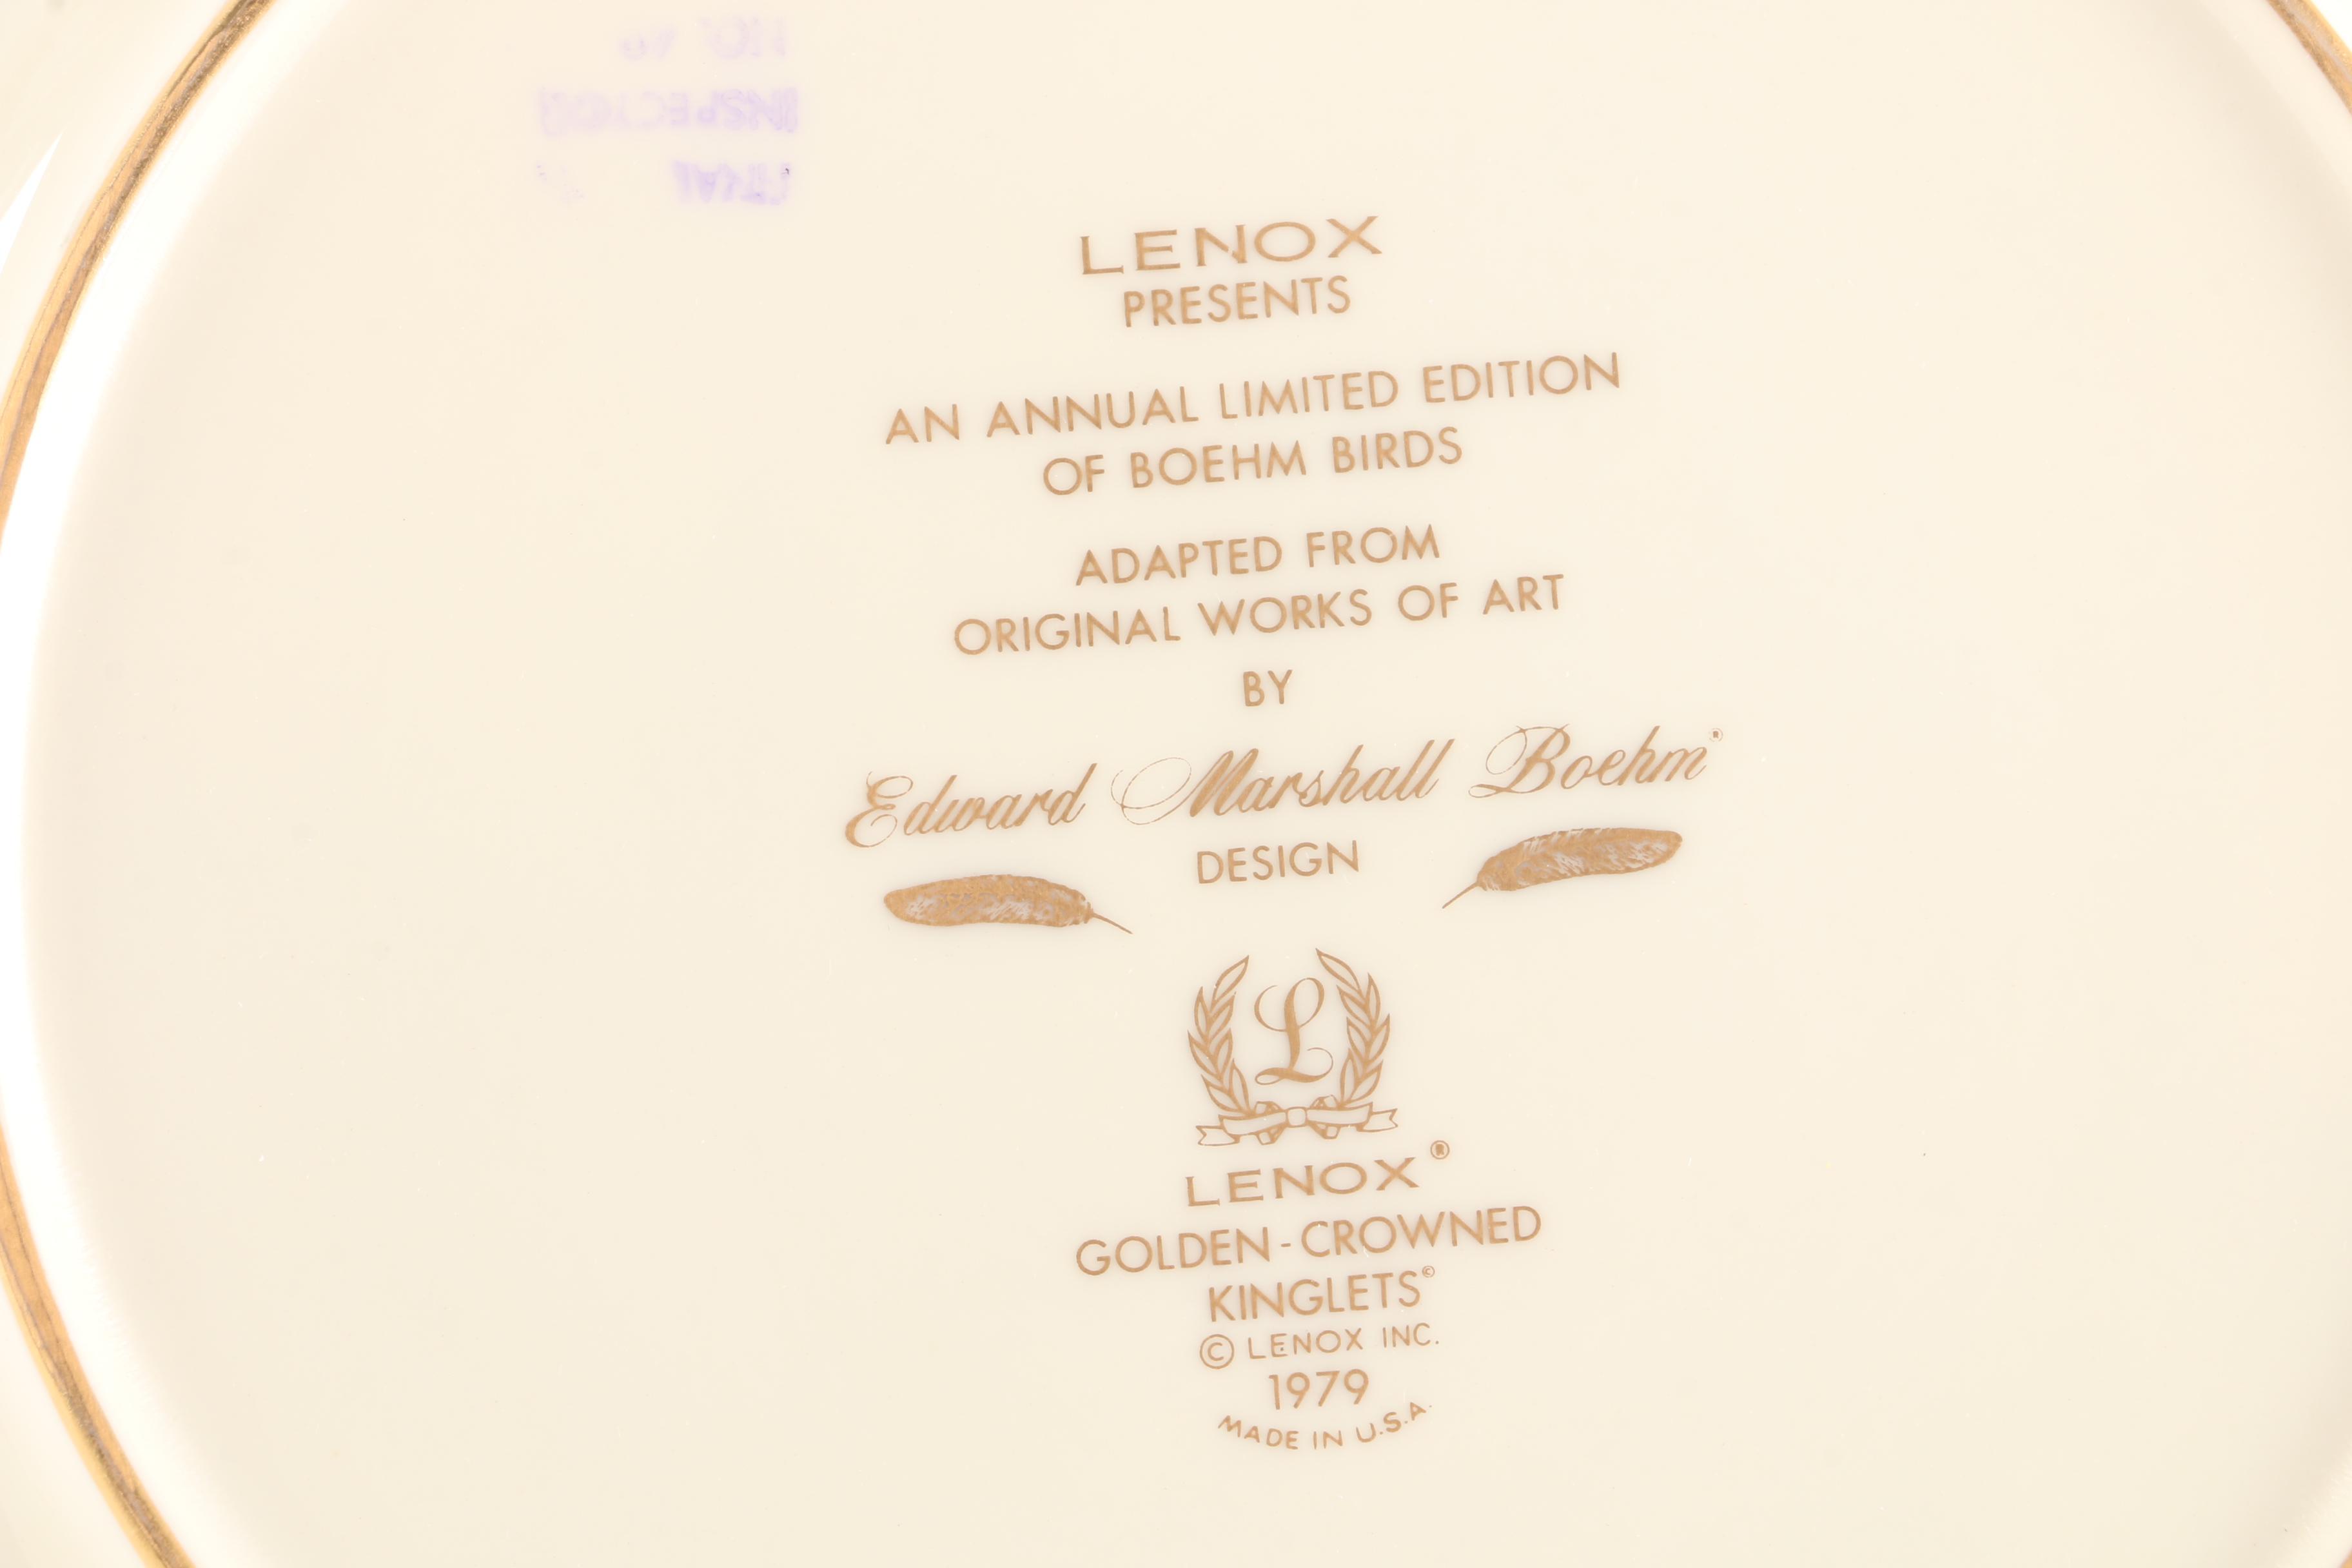 LENOX
PRESENTS
AN ANNUAL LIMITED EDITION
OF BOEHM BIRDS
ADAPTED FROM
ORIGINAL WORKS OF ART
BY
Edward Marshall Boehm®
DESIGN
L
LENOX®
GOLDEN-CROWNED
KINGLETS©
© LENOX INC.
1979
MADE IN U.S.A.